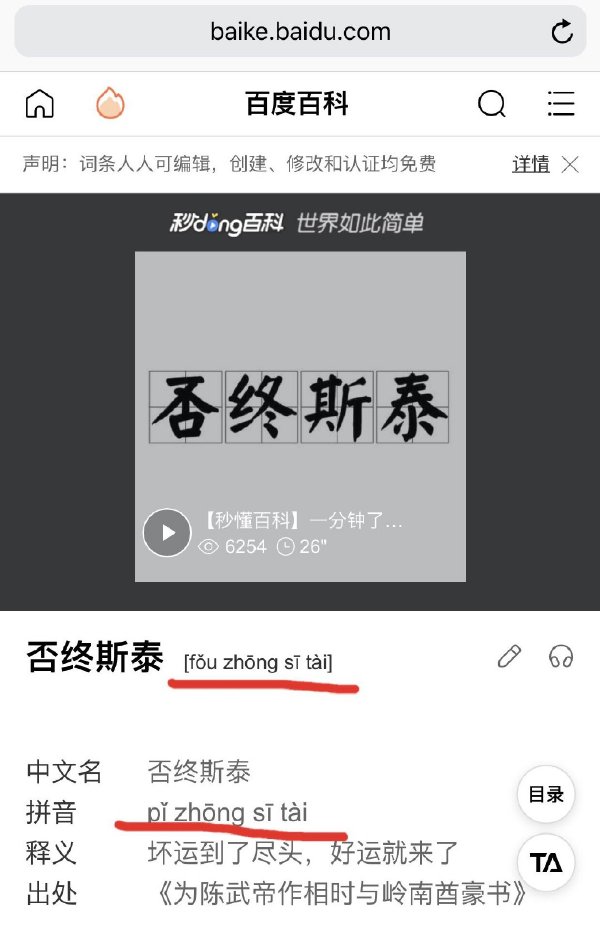 baike.baidu.com
百度百科
声明：词条人人可编辑，创建、修改和认证均免费
详情
秒dong百科 世界如此简单
否终斯泰
【秒懂百科】一分钟了…
6254 26"
否终斯泰 [fǒu zhōng sī tài]
中文名 否终斯泰
拼音 pǐ zhōng sī tài
释义 坏运到了尽头，好运就来了
出处 《为陈武帝作相时与岭南酋豪书》
目录
TA